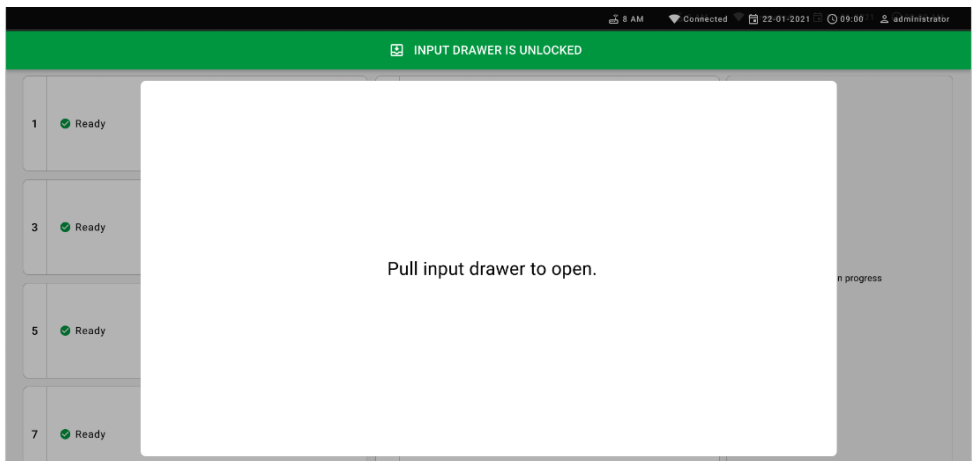 8 AM Connected 22-01-2021 09:00 administrator
INPUT DRAWER IS UNLOCKED
1 Ready
3 Ready
Pull input drawer to open.
n progress
5 Ready
7 Ready